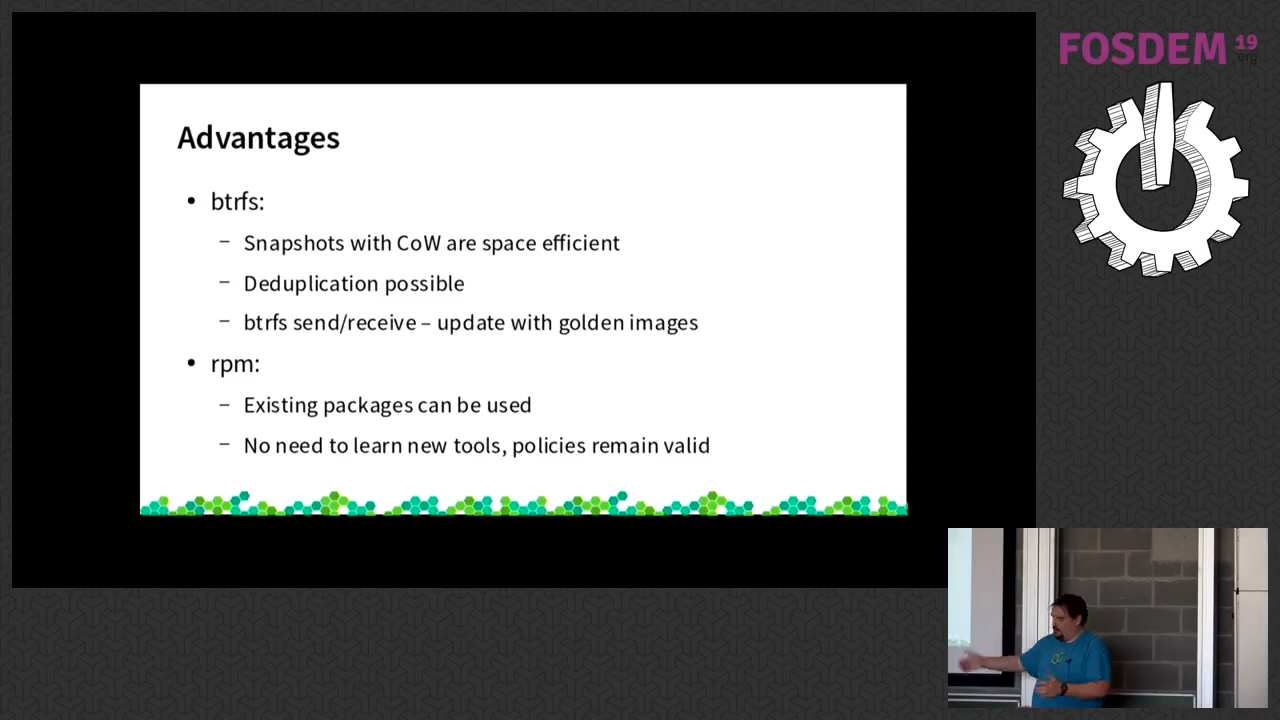 FOSDEM 19
.org
Advantages
• btrfs:
– Snapshots with CoW are space efficient
– Deduplication possible
– btrfs send/receive – update with golden images
• rpm:
– Existing packages can be used
– No need to learn new tools, policies remain valid